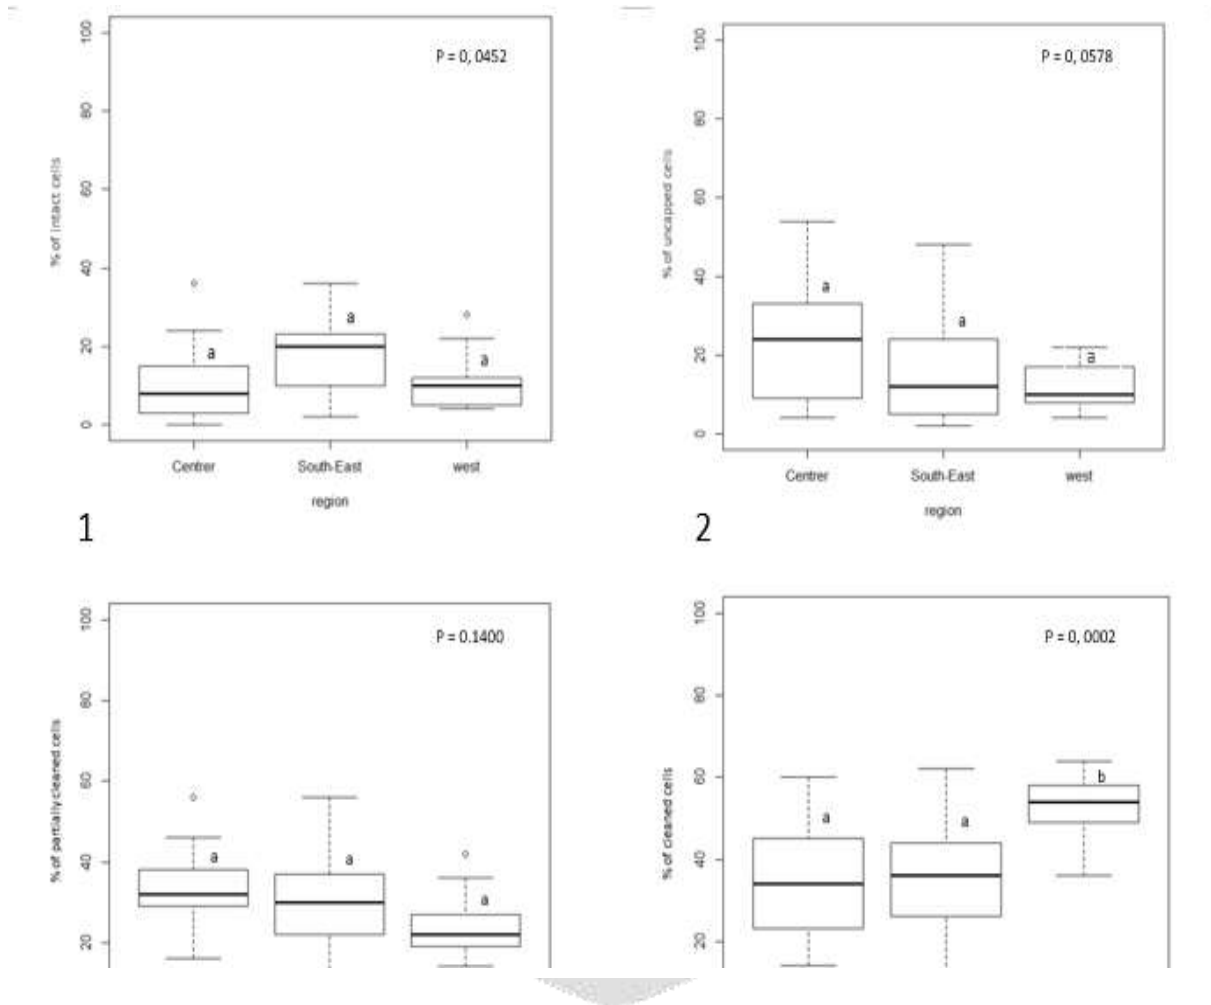 P = 0, 0452
% of intact cells
100
80
60
40
20
0
a
a
a
Centrer South-East west
region
1
P = 0, 0578
% of uncapped cells
100
80
60
40
20
0
a
a
a
Centrer South-East west
region
2
P = 0.1400
% of partially cleaned cells
100
80
60
40
20
a
a
a
P = 0, 0002
% of cleaned cells
100
80
60
40
20
a
a
b